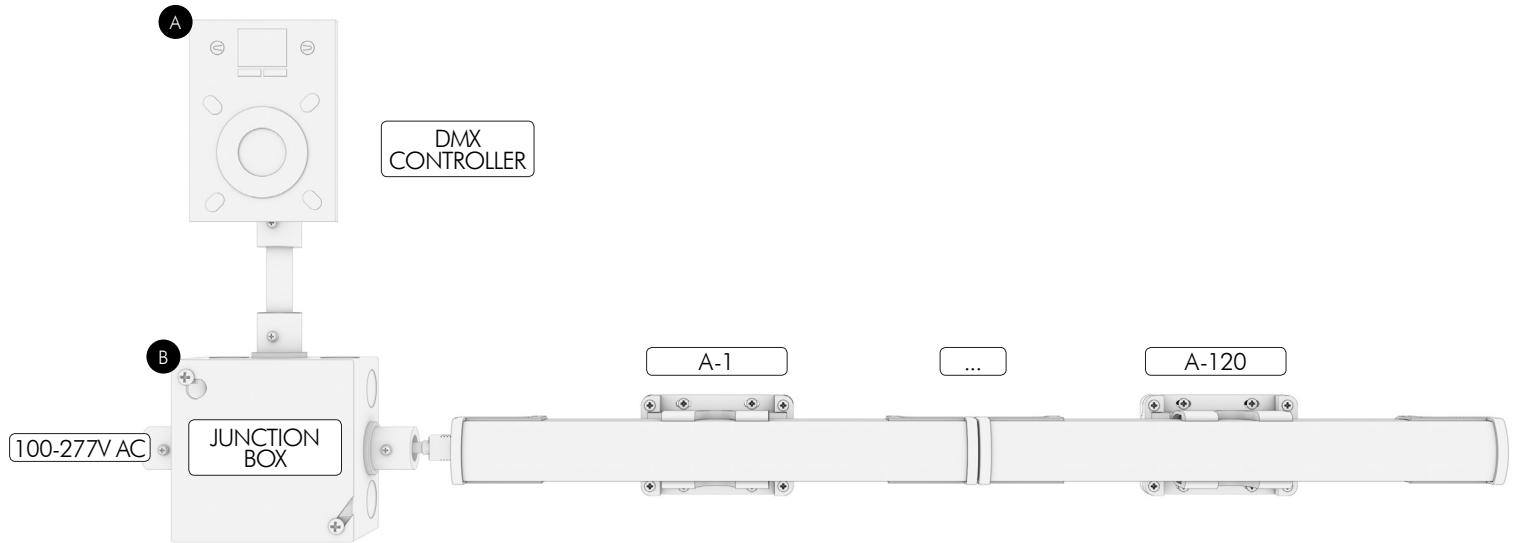 A
DMX
CONTROLLER
B
A-1
...
A-120
100-277V AC
JUNCTION
BOX